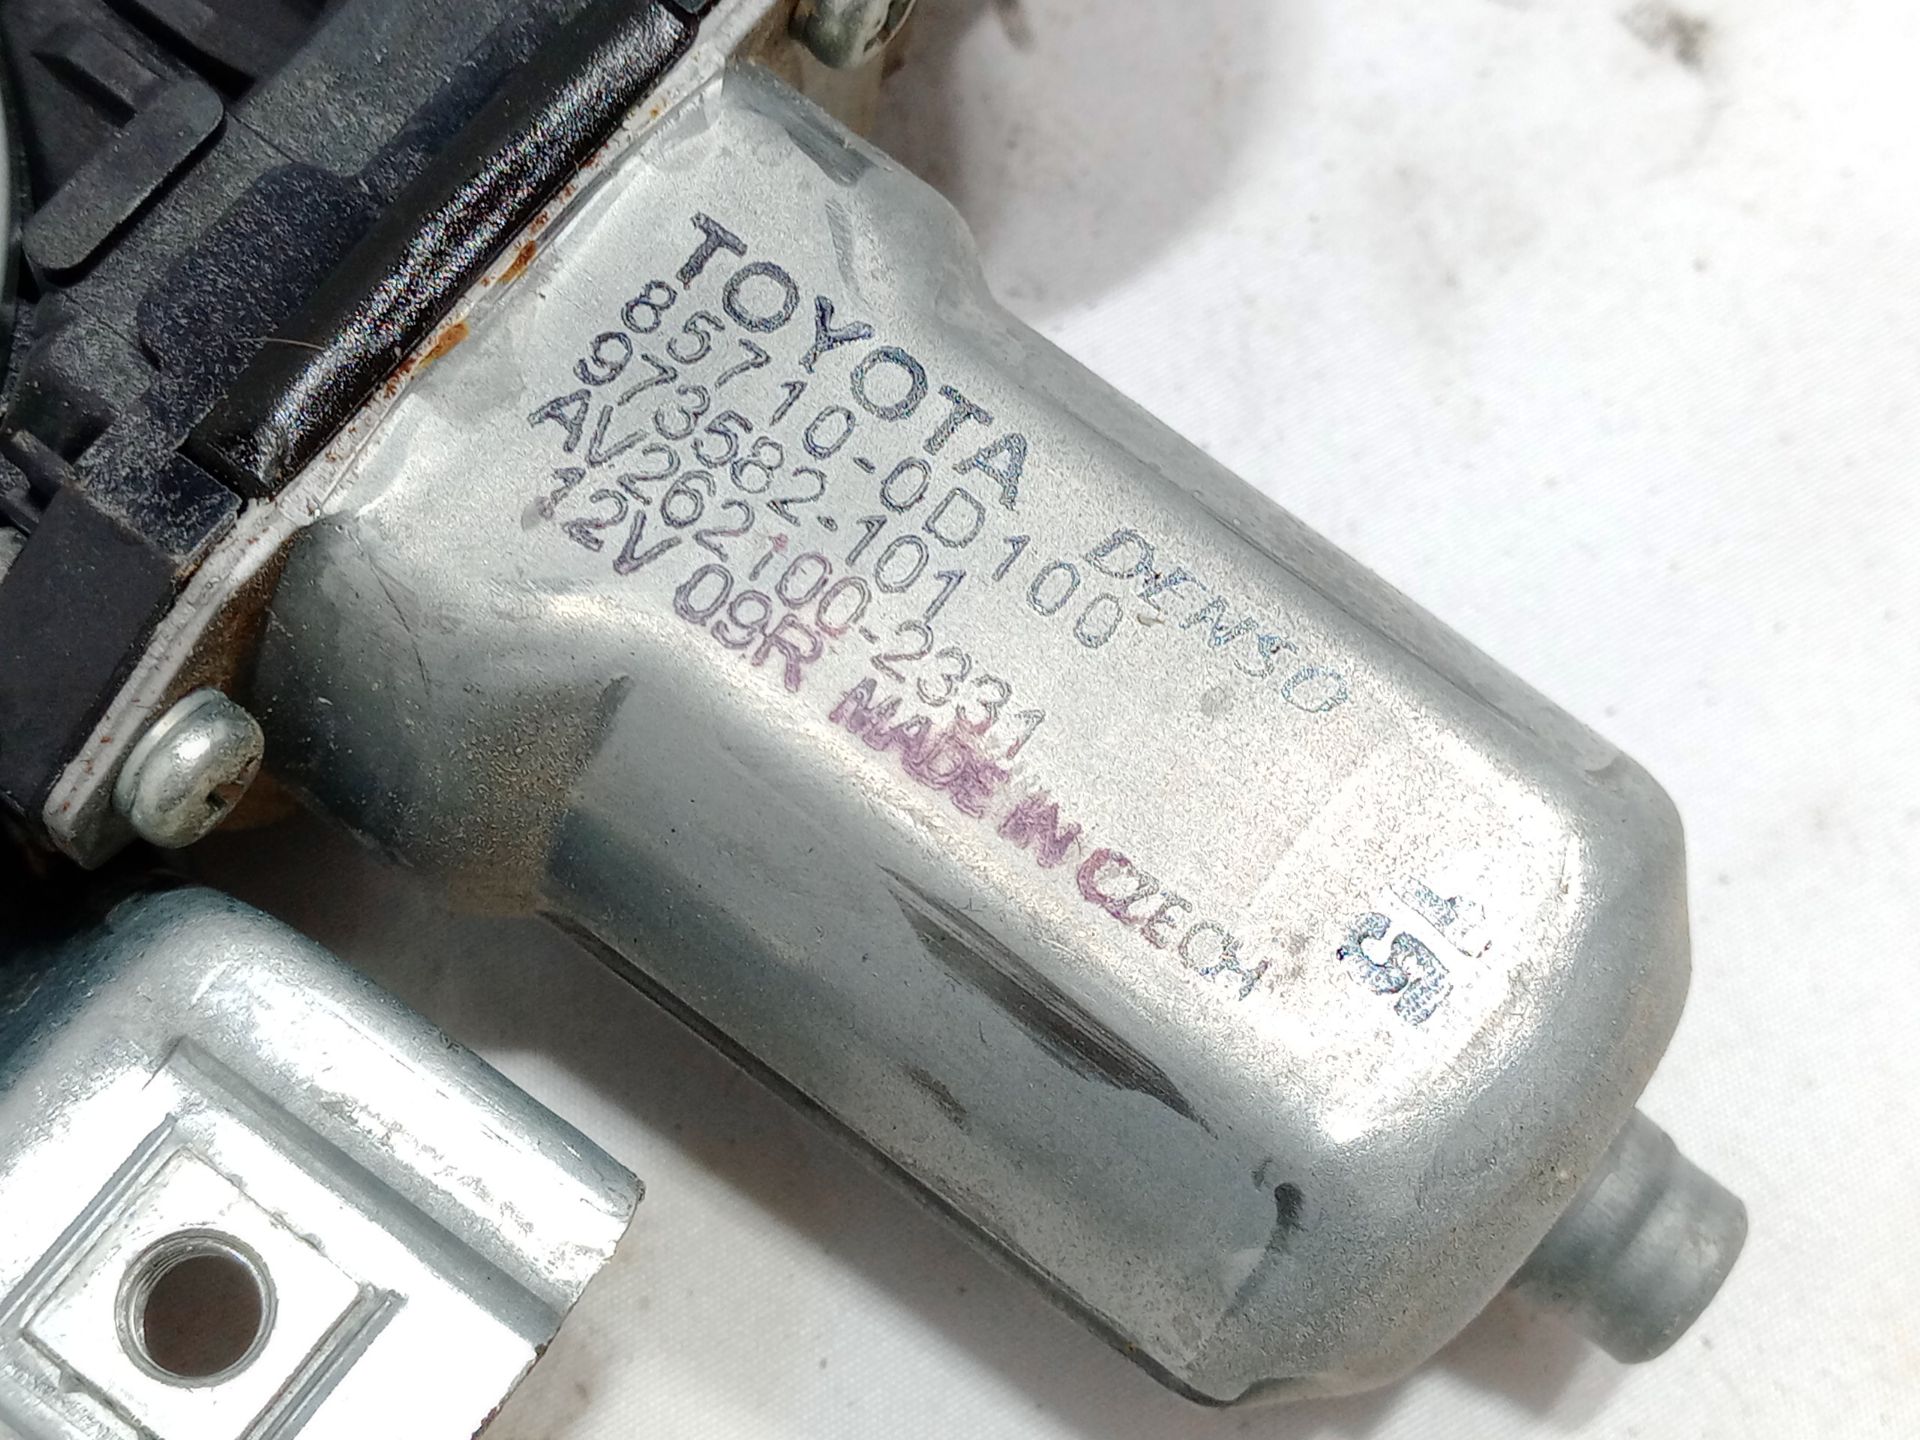 TOYOTA
85710-0D100 DENSO
973582-101
AV262100-2331
12V 09R MADE IN CZECH